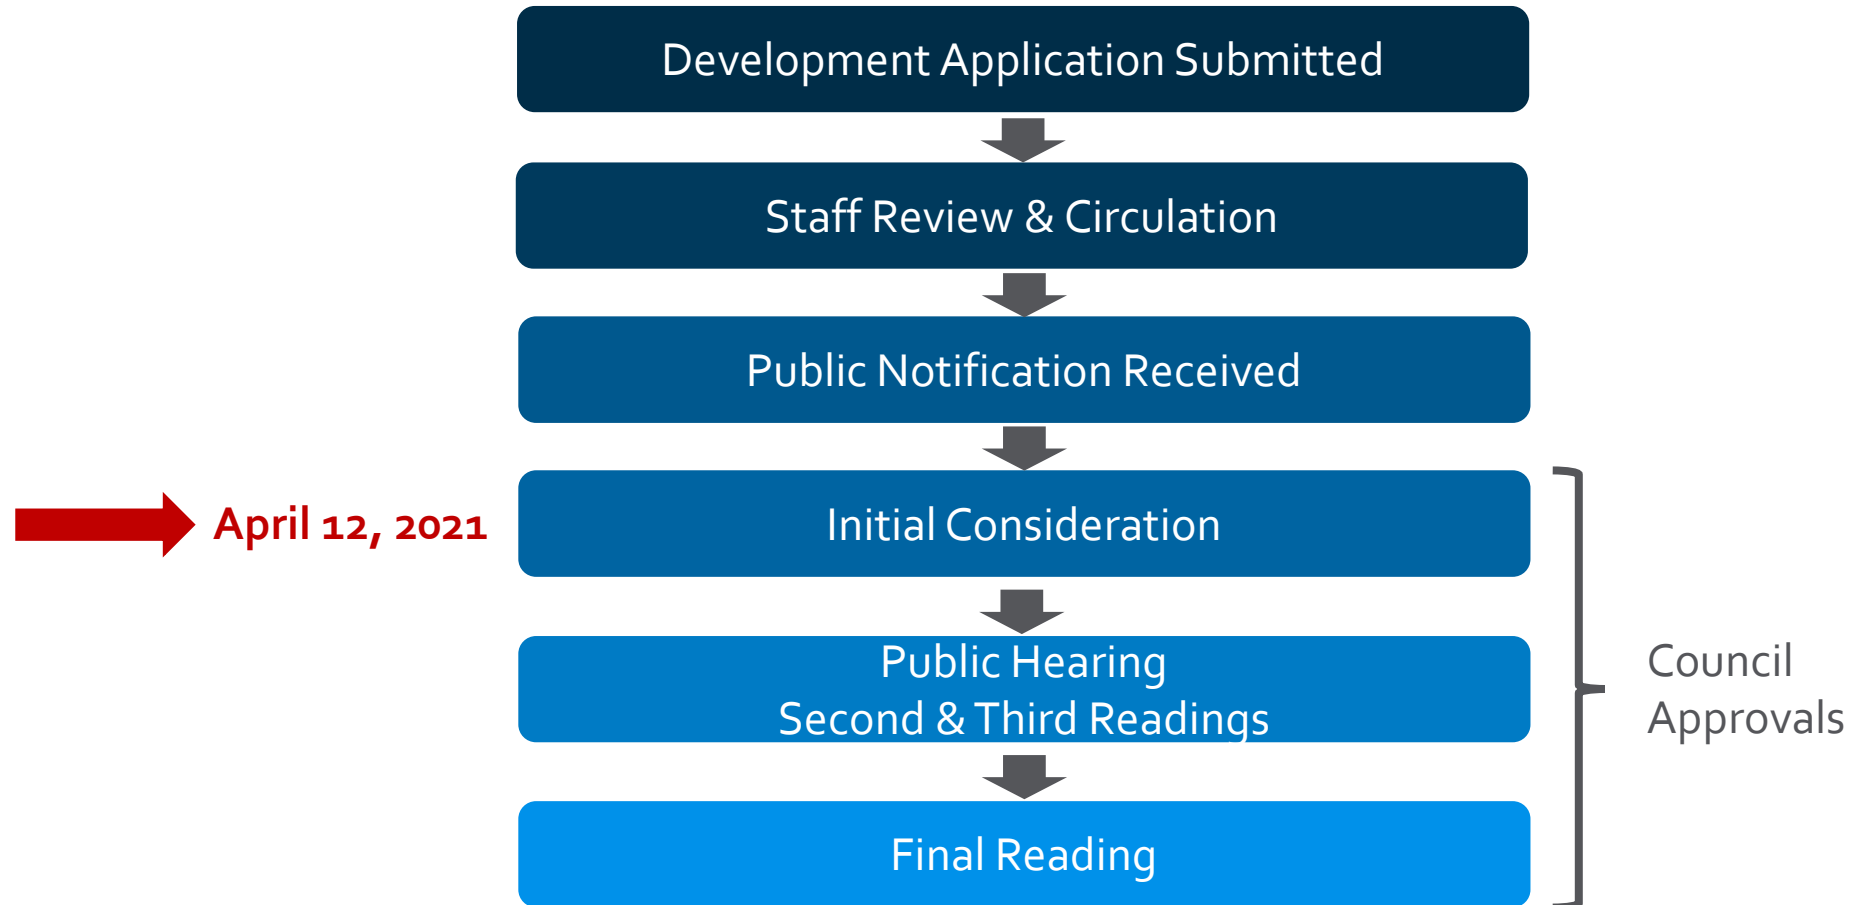 Development Application Submitted
Staff Review & Circulation
Public Notification Received
April 12, 2021
Initial Consideration
Public Hearing
Second & Third Readings
Council
Approvals
Final Reading